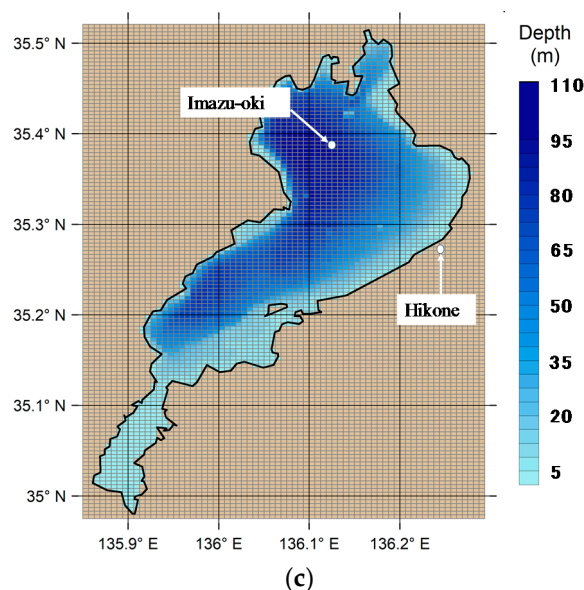 Depth
(m)
35.5° N
35.4° N
35.3° N
35.2° N
35.1° N
35° N
Imazu-oki
Hikone
110
95
80
65
50
35
20
5
135.9° E
136° E
136.1° E
136.2° E
(c)